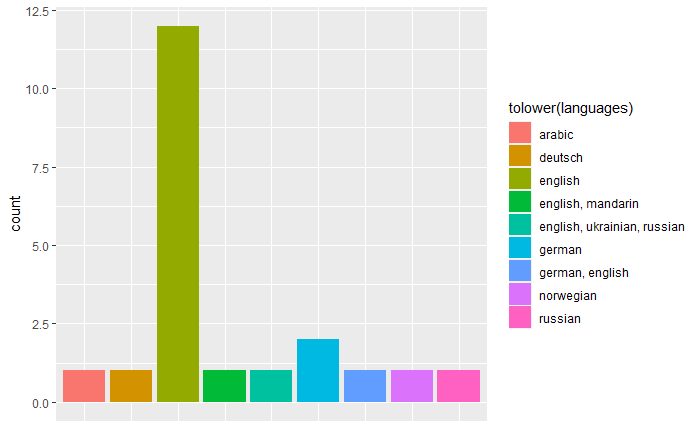 12.5
10.0
7.5
5.0
2.5
0.0
count
tolower(languages)
arabic
deutsch
english
english, mandarin
english, ukrainian, russian
german
german, english
norwegian
russian